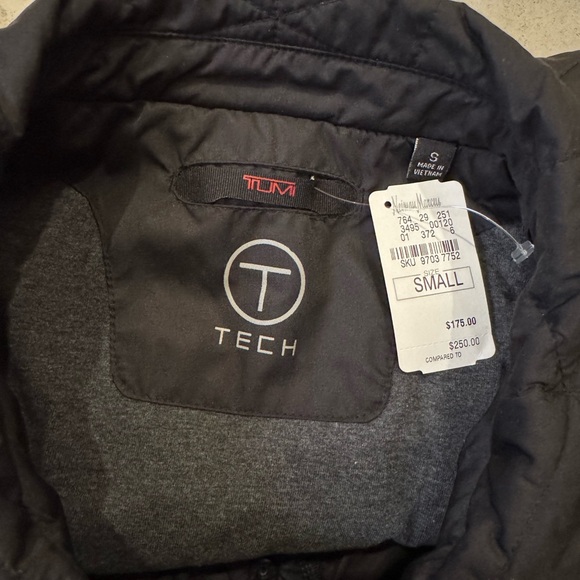 TUMI
T
TECH
S
MADE IN
VIETNAM
Neiman Marcus
764 29 251
3495 00120
01 372 6
SKU 9703 7752
SIZE
SMALL
$175.00
$250.00
COMPARED TO